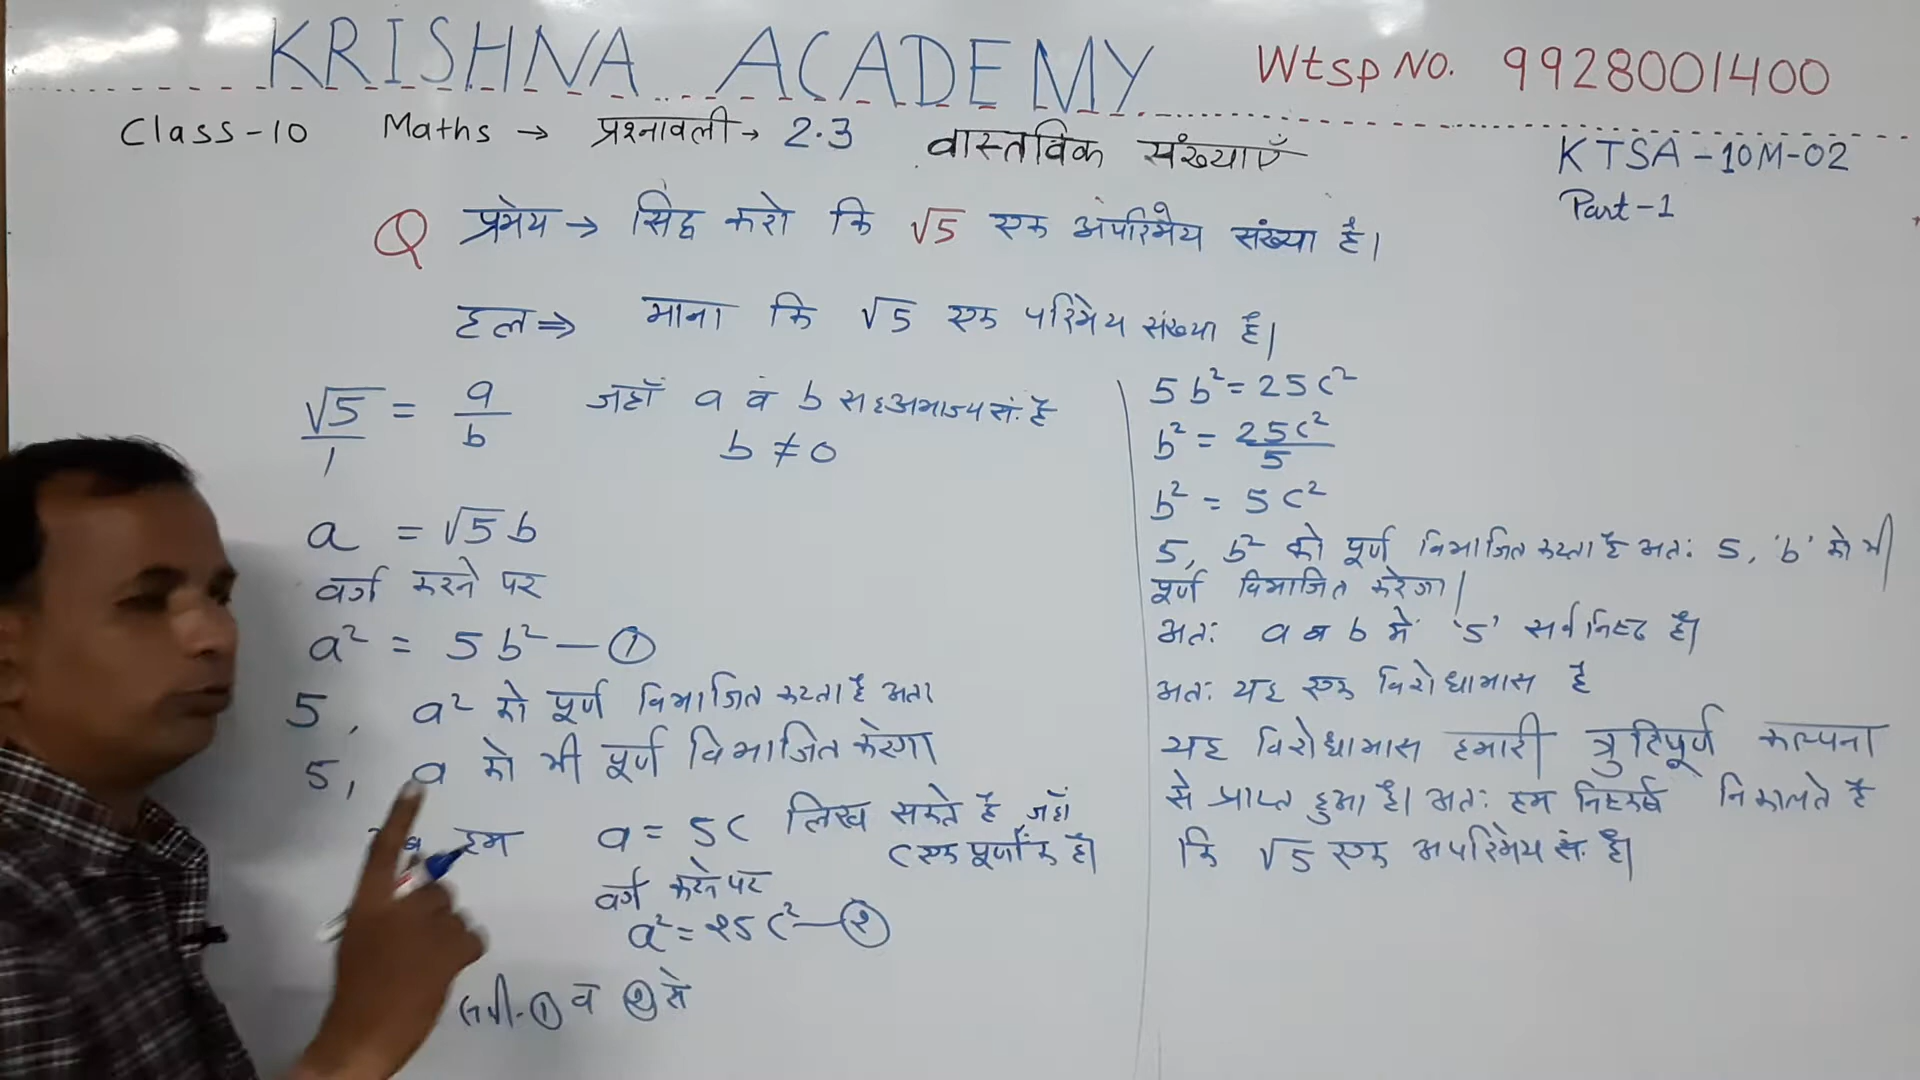 KRISHNA ACADEMY Wtsp NO. 9928001400
Class-10 Maths → प्रश्नावली → 2.3 वास्तविक संख्याएँ
KTSA-10M-02
Part-1
Q प्रमेय → सिद्ध करो कि √5 एक अपरिमेय संख्या है।
हल ⇒ माना कि √5 एक परिमेय संख्या है।
√5/1 = a/b जहाँ a व b सहअभाज्य सं. है
b ≠ 0
a = √5 b
वर्ग करने पर
a² = 5b² — ①
5, a² को पूर्ण विभाजित करता है अतः
5, a को भी पूर्ण विभाजित करेगा
हम a = 5c लिख सकते है जहाँ
c एक पूर्णांक है।
वर्ग करने पर
a² = 25c² — ②
① व ② से
5b² = 25c²
b² = 25c²/5
b² = 5c²
5, b² को पूर्ण विभाजित करता है अतः 5, 'b' को भी
पूर्ण विभाजित करेगा।
अतः a व b में '5' सर्वनिष्ठ है।
अतः यह एक विरोधाभास है
यह विरोधाभास हमारी त्रुटिपूर्ण कल्पना
से प्राप्त हुआ है। अतः हम निष्कर्ष निकालते है
कि √5 एक अपरिमेय सं. है।